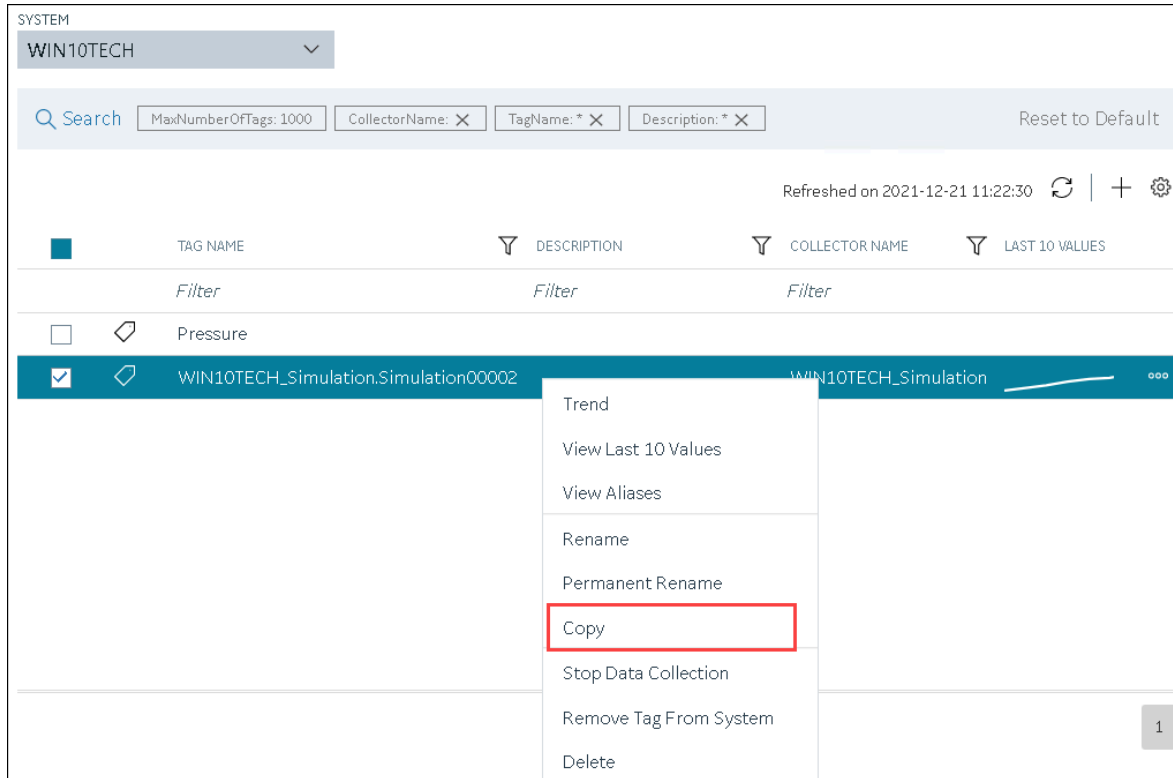 SYSTEM
WIN10TECH
Search MaxNumberOfTags: 1000 CollectorName: TagName: * Description: * Reset to Default
Refreshed on 2021-12-21 11:22:30
TAG NAME DESCRIPTION COLLECTOR NAME LAST 10 VALUES
Filter Filter Filter
Pressure
WIN10TECH_Simulation.Simulation00002 WIN10TECH_Simulation
Trend
View Last 10 Values
View Aliases
Rename
Permanent Rename
Copy
Stop Data Collection
Remove Tag From System
1
Delete